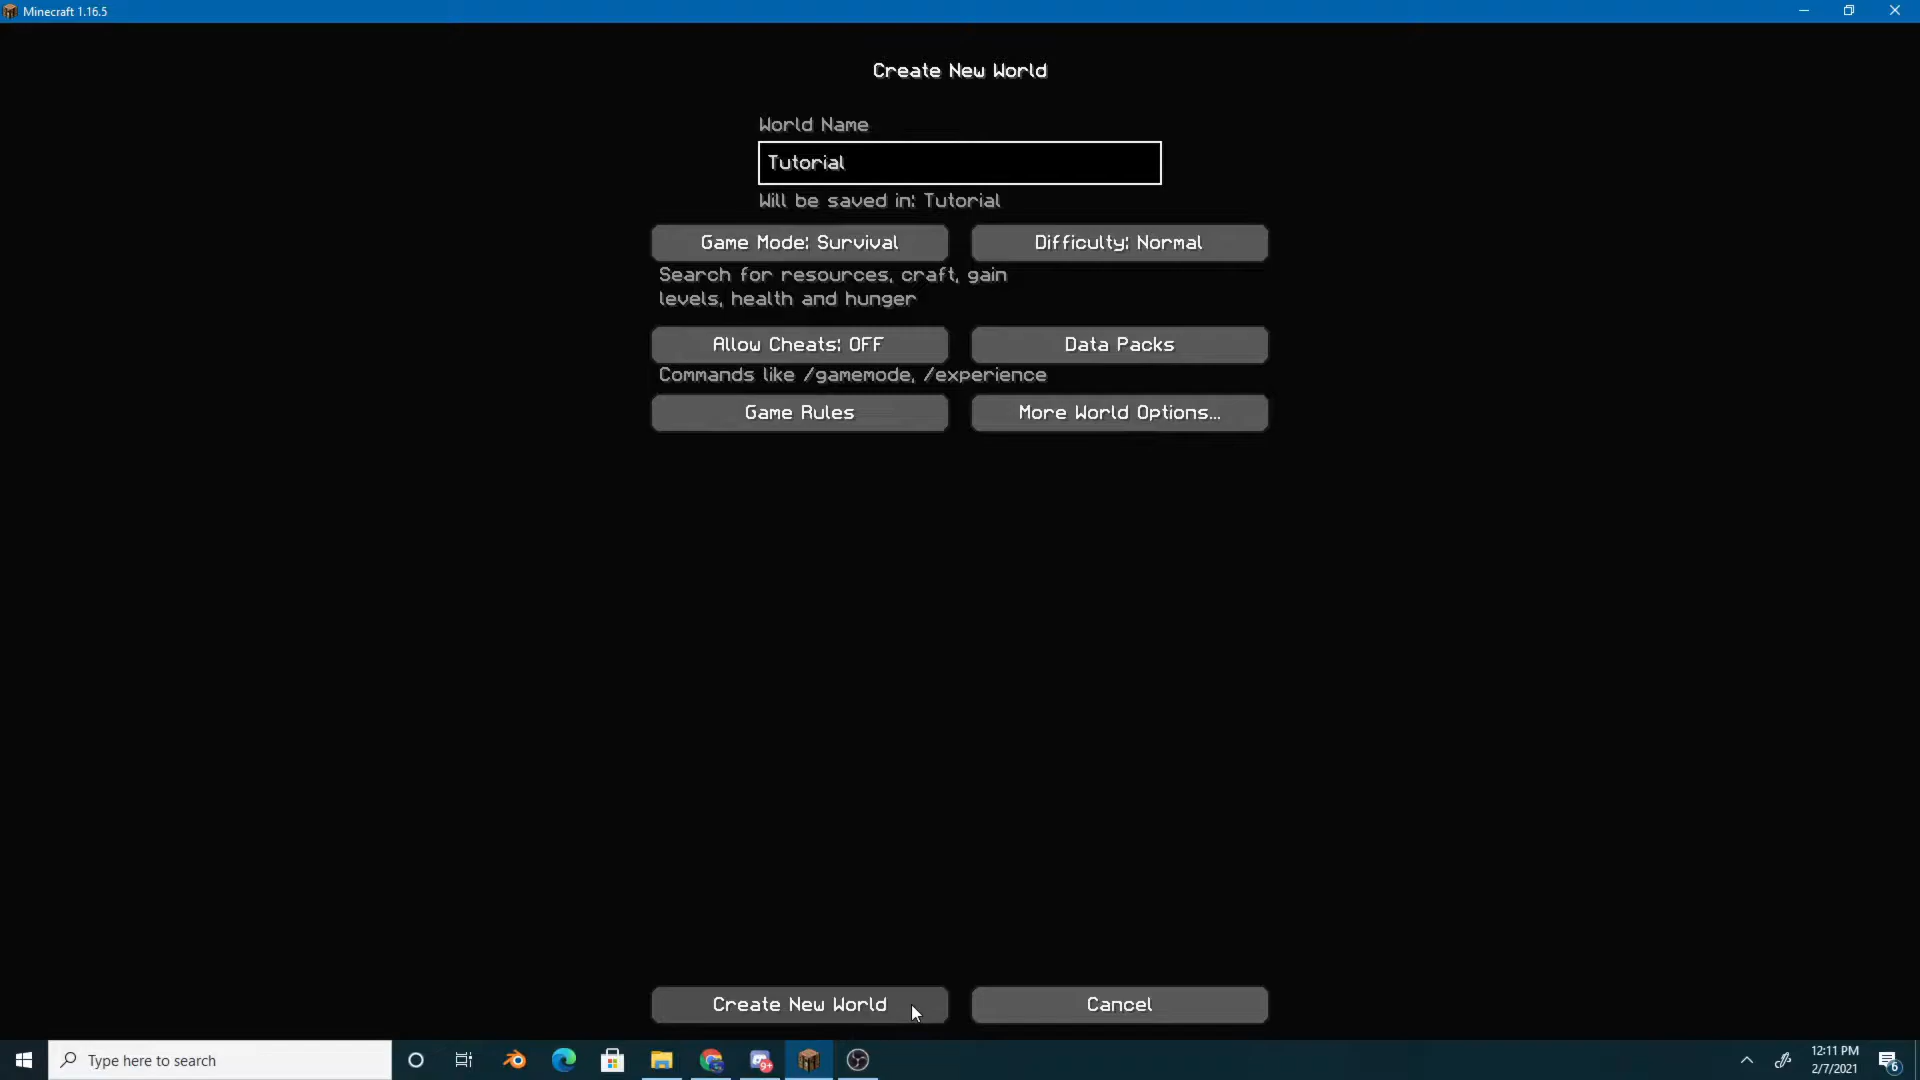 Minecraft 1.16.5
Create New World
World Name
Tutorial
Will be saved in: Tutorial
Game Mode: Survival
Difficulty: Normal
Search for resources, craft, gain
levels, health and hunger
Allow Cheats: OFF
Data Packs
Commands like /gamemode, /experience
Game Rules
More World Options...
Create New World
Cancel
Type here to search
9+
12:11 PM
2/7/2021
6